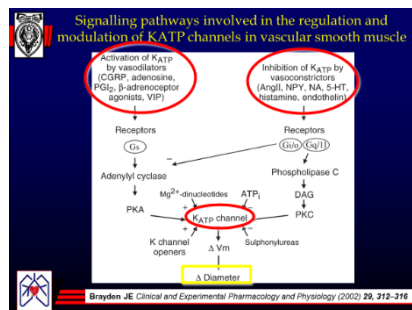 Signalling pathways involved in the regulation and
modulation of KATP channels in vascular smooth muscle
Activation of KATP
by vasodilators
(CGRP, adenosine,
PGI2, β-adrenoceptor
agonists, VIP)
Inhibition of KATP by
vasoconstrictors
(AngII, NPY, NA, 5-HT,
histamine, endothelin)
Receptors
Receptors
Gs
Gi/o
Gq/11
–
Adenylyl cyclase
Phospholipase C
Mg2+-dinucleotides
ATPi
DAG
PKA
+
–
PKC
+
KATP channel
–
+
–
K channel
openers
Δ Vm
Sulphonylureas
Δ Diameter
Brayden JE Clinical and Experimental Pharmacology and Physiology (2002) 29, 312–316